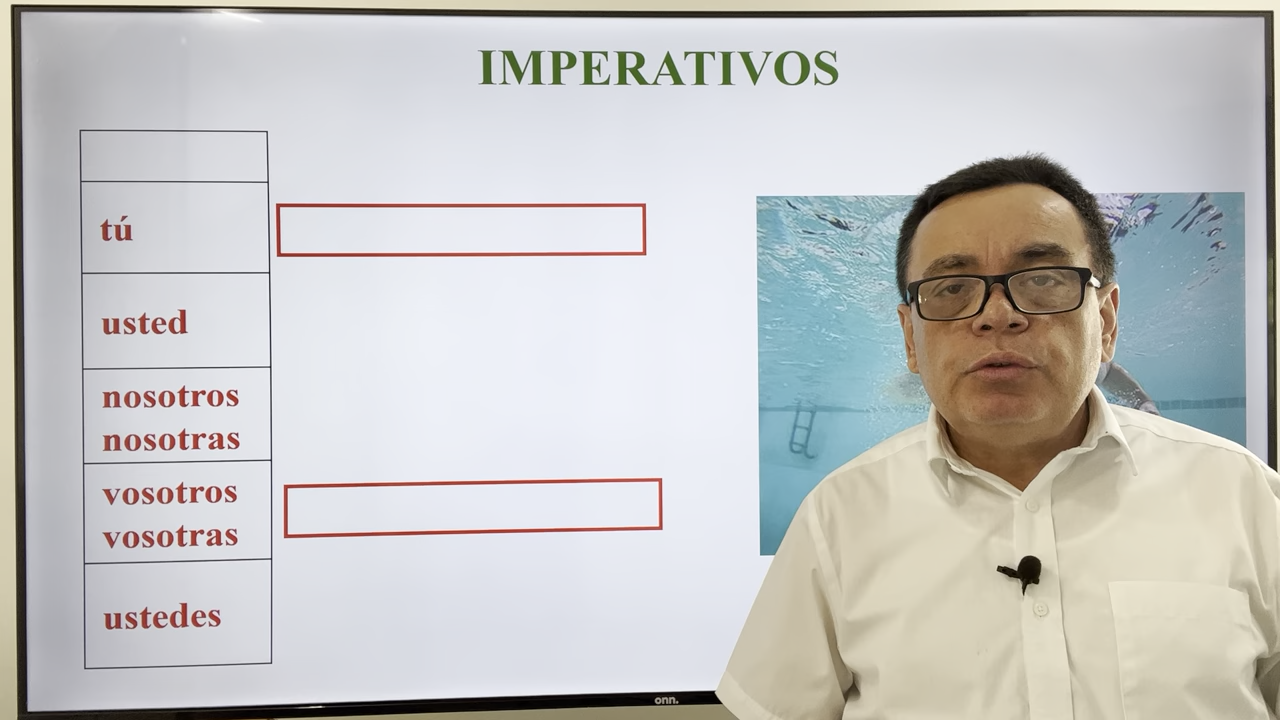 IMPERATIVOS
tú
usted
nosotros
nosotras
vosotros
vosotras
ustedes
onn.